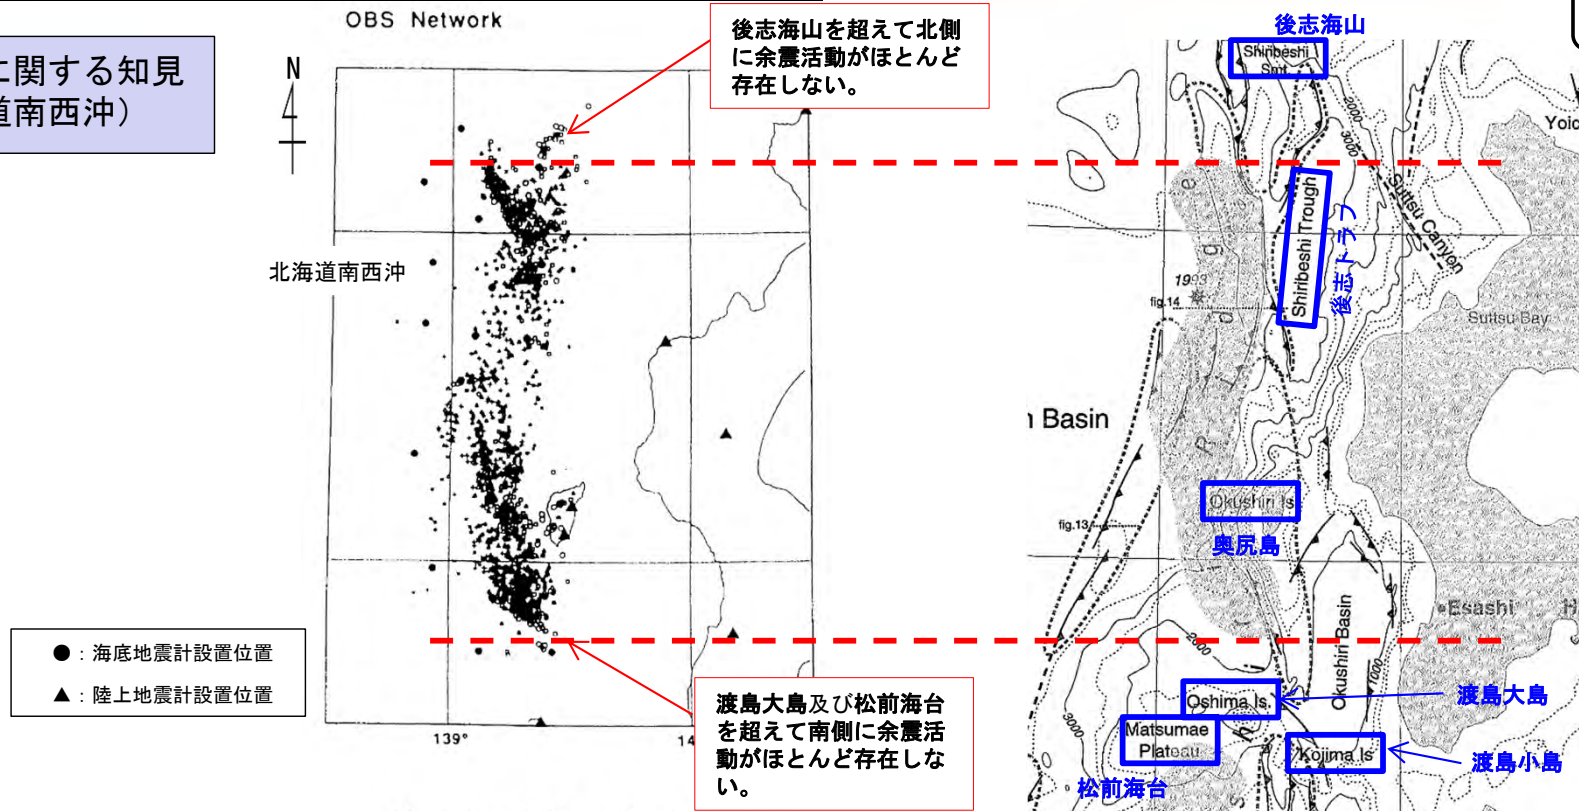 OBS Network
に関する知見
道南西沖）
N
後志海山を超えて北側
に余震活動がほとんど
存在しない。
北海道南西沖
●：海底地震計設置位置
▲：陸上地震計設置位置
139°
14
渡島大島及び松前海台
を超えて南側に余震活
動がほとんど存在しな
い。
後志海山
Shiribeshi
Smt.
2000
3000
Yoic
Suttsu Canyon
Shiribeshi Trough
後志トラフ
e
g
d
i
R
fig.14
Suttsu Bay
n Basin
Okushiri Is
奥尻島
fig.13
Esashi
H
Okushiri Basin
2000
1000
3000
Oshima Is.
渡島大島
Matsumae
Plateau
松前海台
Kojima Is
渡島小島